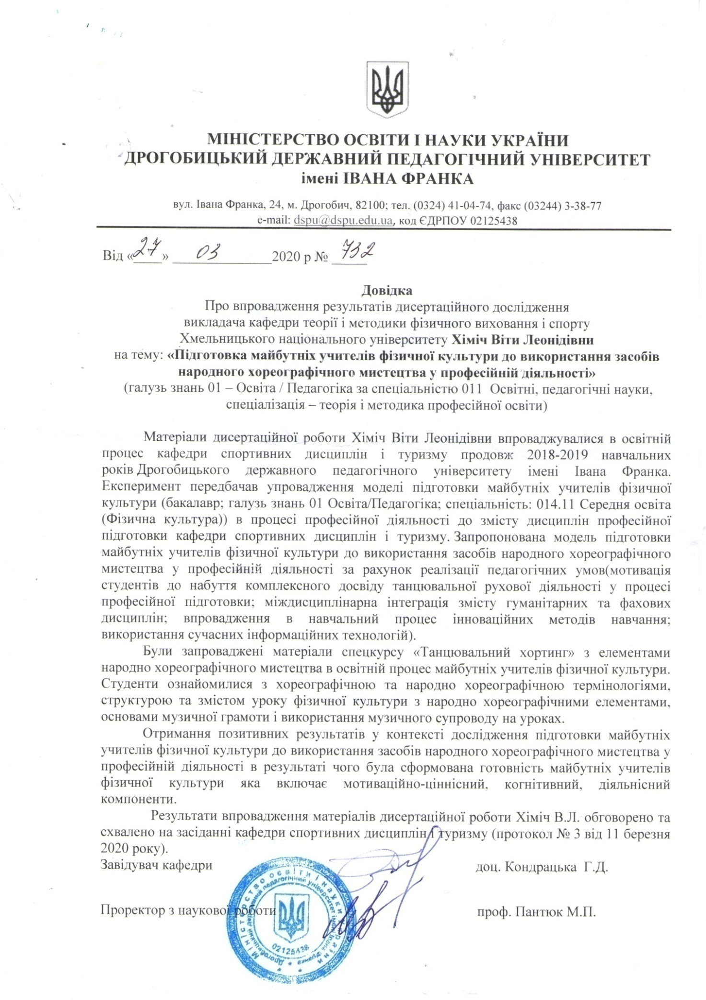 МІНІСТЕРСТВО ОСВІТИ І НАУКИ УКРАЇНИ
ДРОГОБИЦЬКИЙ ДЕРЖАВНИЙ ПЕДАГОГІЧНИЙ УНІВЕРСИТЕТ
імені ІВАНА ФРАНКА
вул. Івана Франка, 24, м. Дрогобич, 82100; тел. (0324) 41-04-74, факс (03244) 3-38-77
e-mail: dspu@dspu.edu.ua, код ЄДРПОУ 02125438
Від «27» 03 2020 р № 732
Довідка
Про впровадження результатів дисертаційного дослідження
викладача кафедри теорії і методики фізичного виховання і спорту
Хмельницького національного університету Хіміч Віти Леонідівни
на тему: «Підготовка майбутніх учителів фізичної культури до використання засобів
народного хореографічного мистецтва у професійній діяльності»
(галузь знань 01 – Освіта / Педагогіка за спеціальністю 011 Освітні, педагогічні науки,
спеціалізація – теорія і методика професійної освіти)
Матеріали дисертаційної роботи Хіміч Віти Леонідівни впроваджувалися в освітній
процес кафедри спортивних дисциплін і туризму продовж 2018-2019 навчальних
років Дрогобицького державного педагогічного університету імені Івана Франка.
Експеримент передбачав упровадження моделі підготовки майбутніх учителів фізичної
культури (бакалавр; галузь знань 01 Освіта/Педагогіка; спеціальність: 014.11 Середня освіта
(Фізична культура)) в процесі професійної діяльності до змісту дисциплін професійної
підготовки кафедри спортивних дисциплін і туризму. Запропонована модель підготовки
майбутніх учителів фізичної культури до використання засобів народного хореографічного
мистецтва у професійній діяльності за рахунок реалізації педагогічних умов(мотивація
студентів до набуття комплексного досвіду танцювальної рухової діяльності у процесі
професійної підготовки; міждисциплінарна інтеграція змісту гуманітарних та фахових
дисциплін; впровадження в навчальний процес інноваційних методів навчання;
використання сучасних інформаційних технологій).
Були запроваджені матеріали спецкурсу «Танцювальний хортинг» з елементами
народно хореографічного мистецтва в освітній процес майбутніх учителів фізичної культури.
Студенти ознайомилися з хореографічною та народно хореографічною термінологіями,
структурою та змістом уроку фізичної культури з народно хореографічними елементами,
основами музичної грамоти і використання музичного супроводу на уроках.
Отримання позитивних результатів у контексті дослідження підготовки майбутніх
учителів фізичної культури до використання засобів народного хореографічного мистецтва у
професійній діяльності в результаті чого була сформована готовність майбутніх учителів
фізичної культури яка включає мотиваційно-ціннісний, когнітивний, діяльнісний
компоненти.
Результати впровадження матеріалів дисертаційної роботи Хіміч В.Л. обговорено та
схвалено на засіданні кафедри спортивних дисциплін і туризму (протокол № 3 від 11 березня
2020 року).
Завідувач кафедри доц. Кондрацька Г.Д.
Проректор з наукової роботи проф. Пантюк М.П.
Міністерство освіти і науки України
Дрогобицький державний педагогічний університет імені Івана Франка
02125438